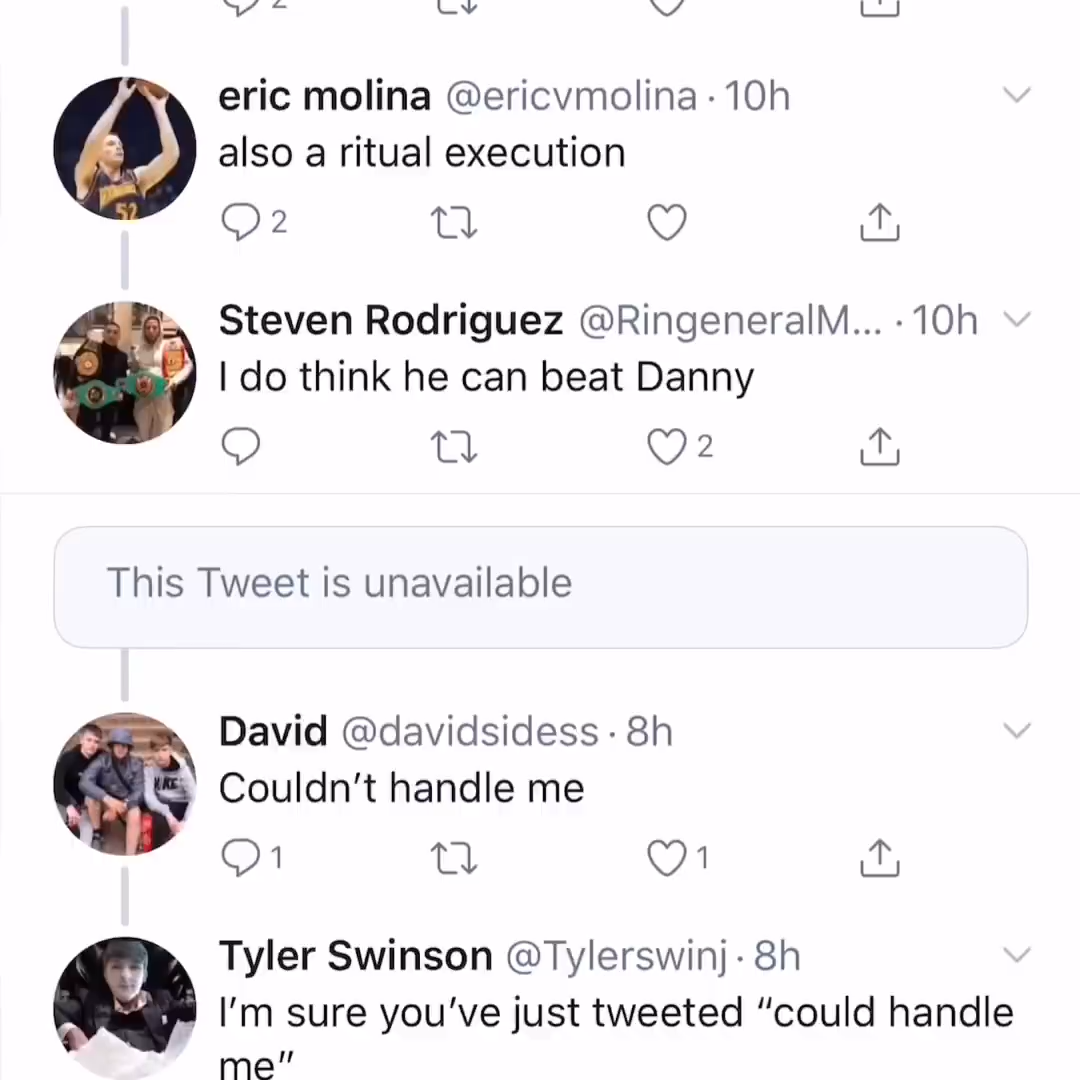 2
eric molina @ericvmolina · 10h
also a ritual execution
2
Steven Rodriguez @RingeneralM... · 10h
I do think he can beat Danny
2
This Tweet is unavailable
David @davidsidess · 8h
Couldn't handle me
1 1
Tyler Swinson @Tylerswinj · 8h
I'm sure you've just tweeted “could handle
me”